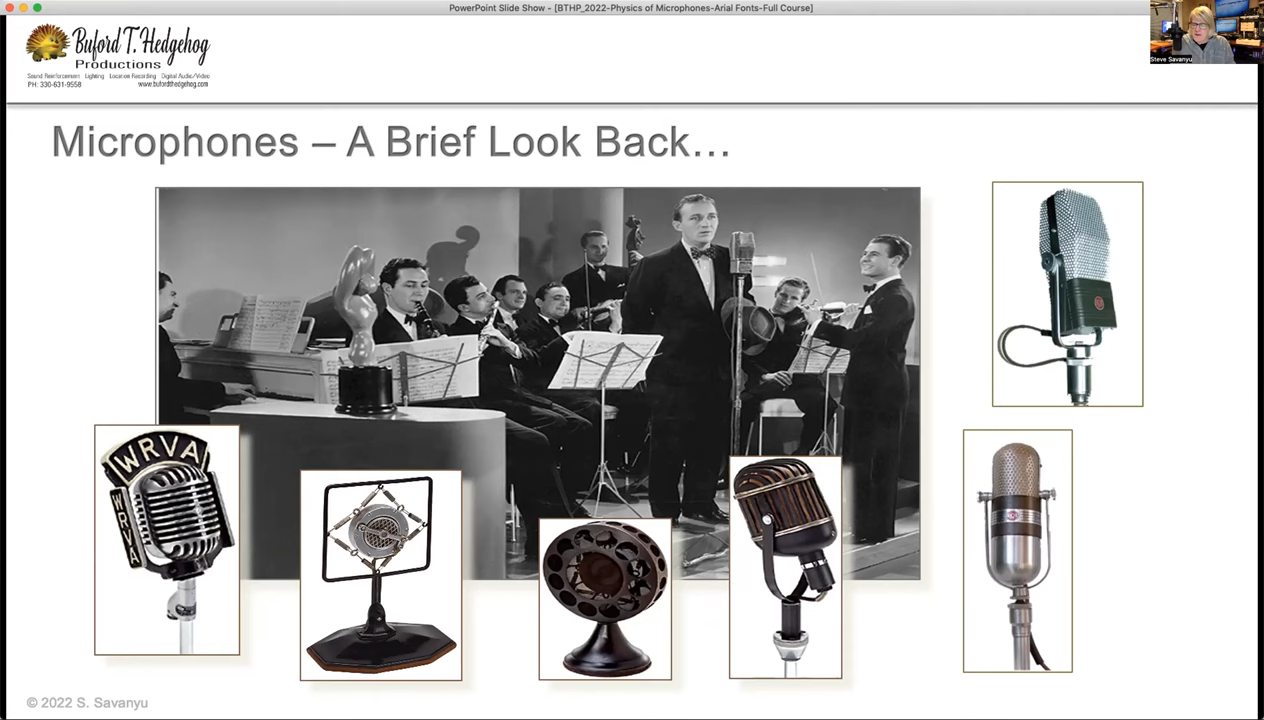 PowerPoint Slide Show - [BTHP_2022-Physics of Microphones-Arial Fonts-Full Course]
Steve Savanyu
Buford T. Hedgehog
Productions
Sound Reinforcement Lighting Location Recording Digital Audio/Video
PH: 330-631-9558 www.bufordthedgehog.com
Microphones – A Brief Look Back…
WRVA
WRVA
© 2022 S. Savanyu